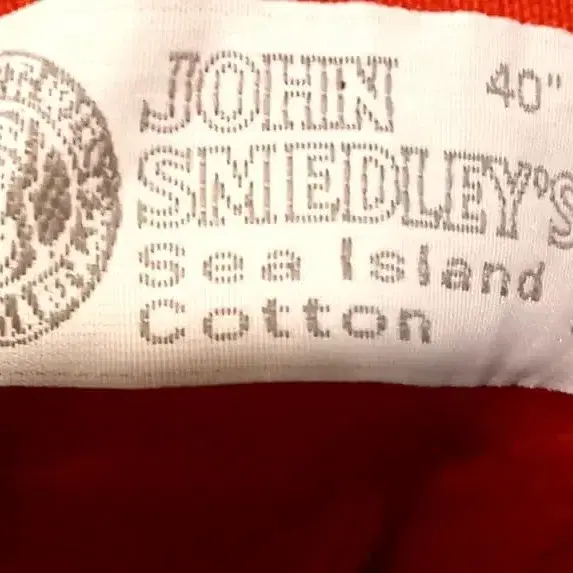 JOHN 40"
SMEDLEY'S
Sea Island
Cotton